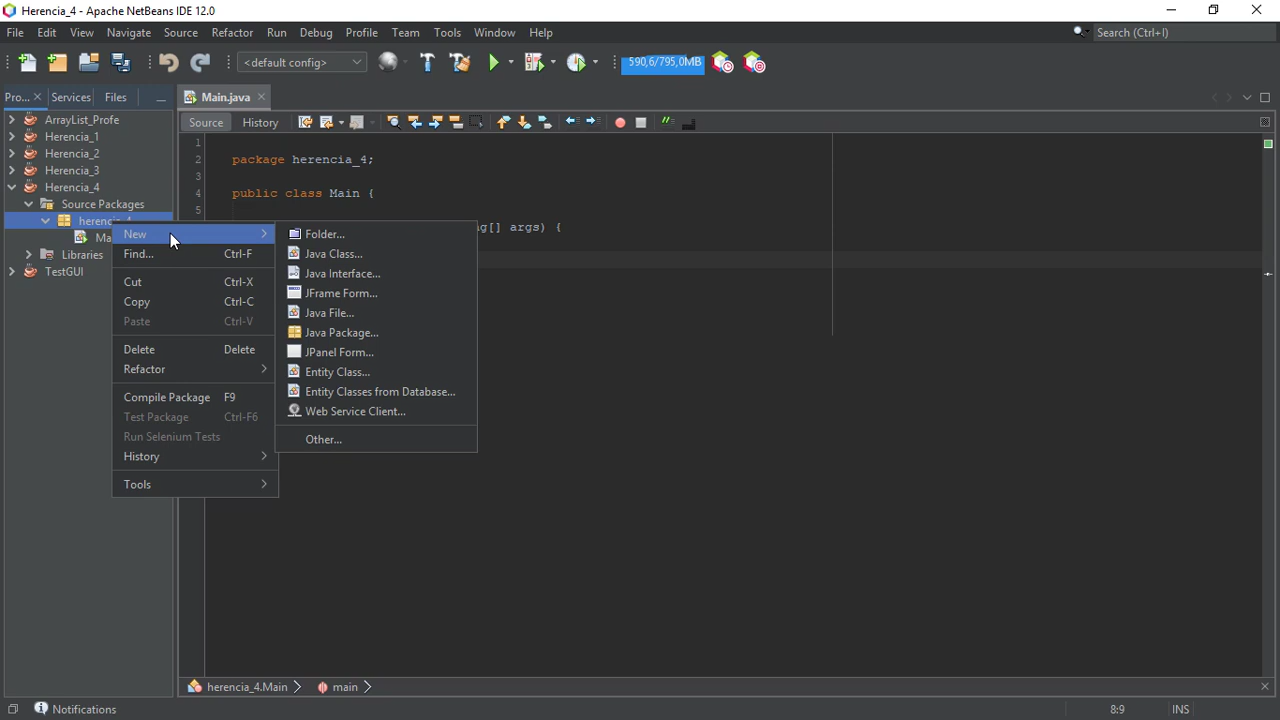 Herencia_4 - Apache NetBeans IDE 12.0
File Edit View Navigate Source Refactor Run Debug Profile Team Tools Window Help
Search (Ctrl+I)
<default config>
590,6/795,0MB
Pro... Services Files
Main.java
ArrayList_Profe
Herencia_1
Herencia_2
Herencia_3
Herencia_4
Source Packages
Libraries
TestGUI
Source History
1
2 package herencia_4;
3
4 public class Main {
5
g[] args) {
New
Find... Ctrl-F
Cut Ctrl-X
Copy Ctrl-C
Paste Ctrl-V
Delete Delete
Refactor
Compile Package F9
Test Package Ctrl-F6
Run Selenium Tests
History
Tools
Folder...
Java Class...
Java Interface...
JFrame Form...
Java File...
Java Package...
JPanel Form...
Entity Class...
Entity Classes from Database...
Web Service Client...
Other...
herencia_4.Main main
Notifications
8:9 INS